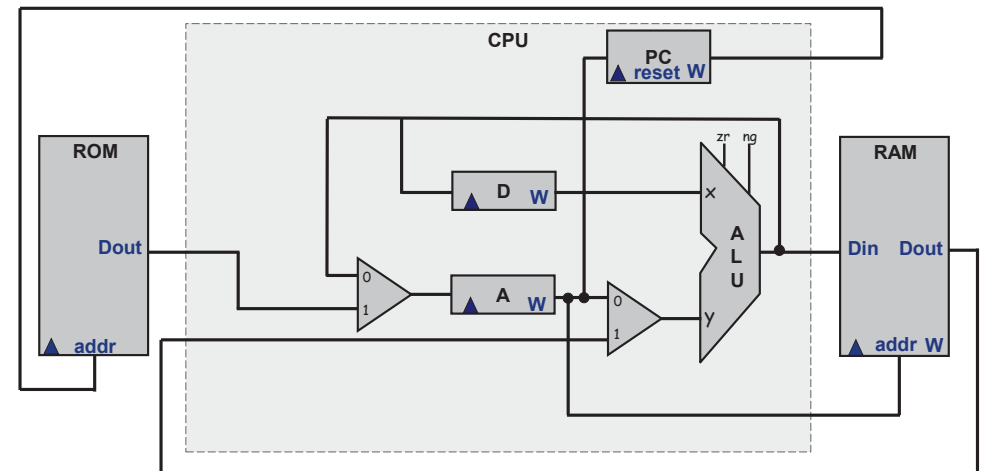 CPU
PC
reset W
ROM
zr ng
RAM
D W
x
Dout
A
L
U
Din Dout
0
1
A W
0
1
y
addr
addr W